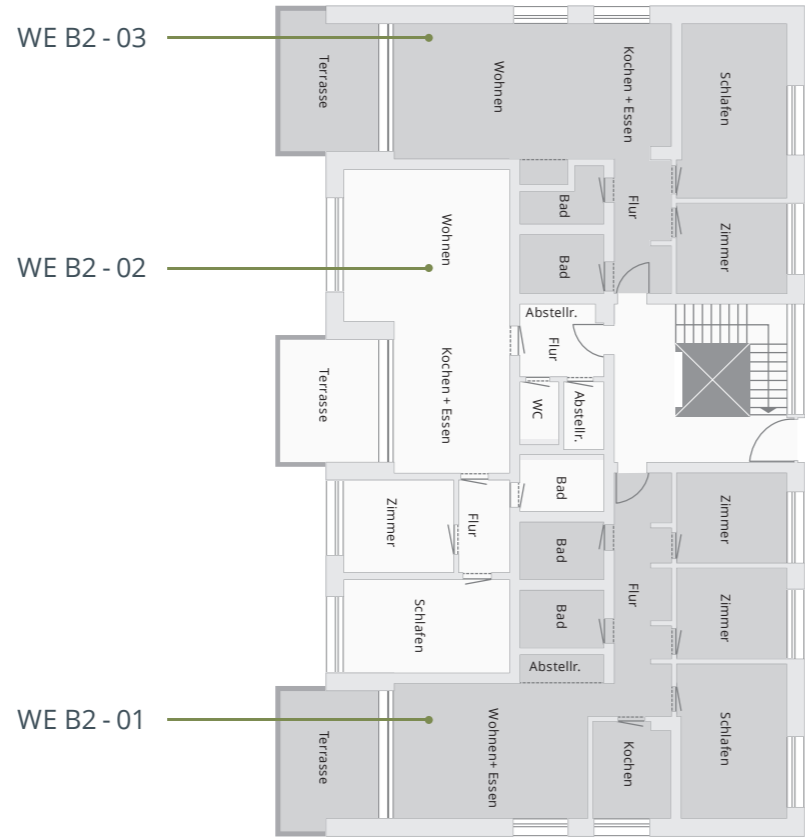 WE B2 - 03
Terrasse
Wohnen
Kochen + Essen
Schlafen
Bad
Flur
Bad
Zimmer
WE B2 - 02
Wohnen
Kochen + Essen
Terrasse
Abstellr.
Flur
WC
Abstellr.
Bad
Zimmer
Flur
Schlafen
Bad
Bad
Flur
Zimmer
Zimmer
Abstellr.
WE B2 - 01
Terrasse
Wohnen+ Essen
Kochen
Schlafen